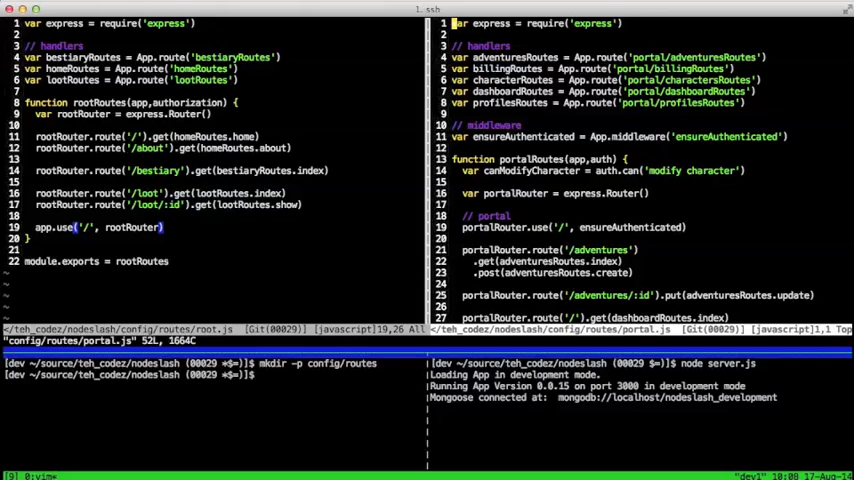 1. ssh
1 var express = require('express')
2
3 // handlers
4 var bestiaryRoutes = App.route('bestiaryRoutes')
5 var homeRoutes = App.route('homeRoutes')
6 var lootRoutes = App.route('lootRoutes')
7
8 function rootRoutes(app,authorization) {
9 var rootRouter = express.Router()
10
11 rootRouter.route('/').get(homeRoutes.home)
12 rootRouter.route('/about').get(homeRoutes.about)
13
14 rootRouter.route('/bestiary').get(bestiaryRoutes.index)
15
16 rootRouter.route('/loot').get(lootRoutes.index)
17 rootRouter.route('/loot/:id').get(lootRoutes.show)
18
19 app.use('/', rootRouter)
20 }
21
22 module.exports = rootRoutes
~
~
~
~
~
</teh_codez/nodeslash/config/routes/root.js [Git(00029)] [javascript]19,26 All
"config/routes/portal.js" 52L, 1664C
1 var express = require('express')
2
3 // handlers
4 var adventuresRoutes = App.route('portal/adventuresRoutes')
5 var billingRoutes = App.route('portal/billingRoutes')
6 var characterRoutes = App.route('portal/charactersRoutes')
7 var dashboardRoutes = App.route('portal/dashboardRoutes')
8 var profilesRoutes = App.route('portal/profilesRoutes')
9
10 // middleware
11 var ensureAuthenticated = App.middleware('ensureAuthenticated')
12
13 function portalRoutes(app,auth) {
14 var canModifyCharacter = auth.can('modify character')
15
16 var portalRouter = express.Router()
17
18 // portal
19 portalRouter.use('/', ensureAuthenticated)
20
21 portalRouter.route('/adventures')
22 .get(adventuresRoutes.index)
23 .post(adventuresRoutes.create)
24
25 portalRouter.route('/adventures/:id').put(adventuresRoutes.update)
26
27 portalRouter.route('/').get(dashboardRoutes.index)
</teh_codez/nodeslash/config/routes/portal.js [Git(00029)] [javascript]1,1 Top
[dev ~/source/teh_codez/nodeslash (00029 *$=)]$ mkdir -p config/routes
[dev ~/source/teh_codez/nodeslash (00029 *$=)]$
[dev ~/source/teh_codez/nodeslash (00029 $=)]$ node server.js
Loading App in development mode.
Running App Version 0.0.15 on port 3000 in development mode
Mongoose connected at: mongodb://localhost/nodeslash_development
[9] 0:vim*
"dev1" 10:08 17-Aug-14